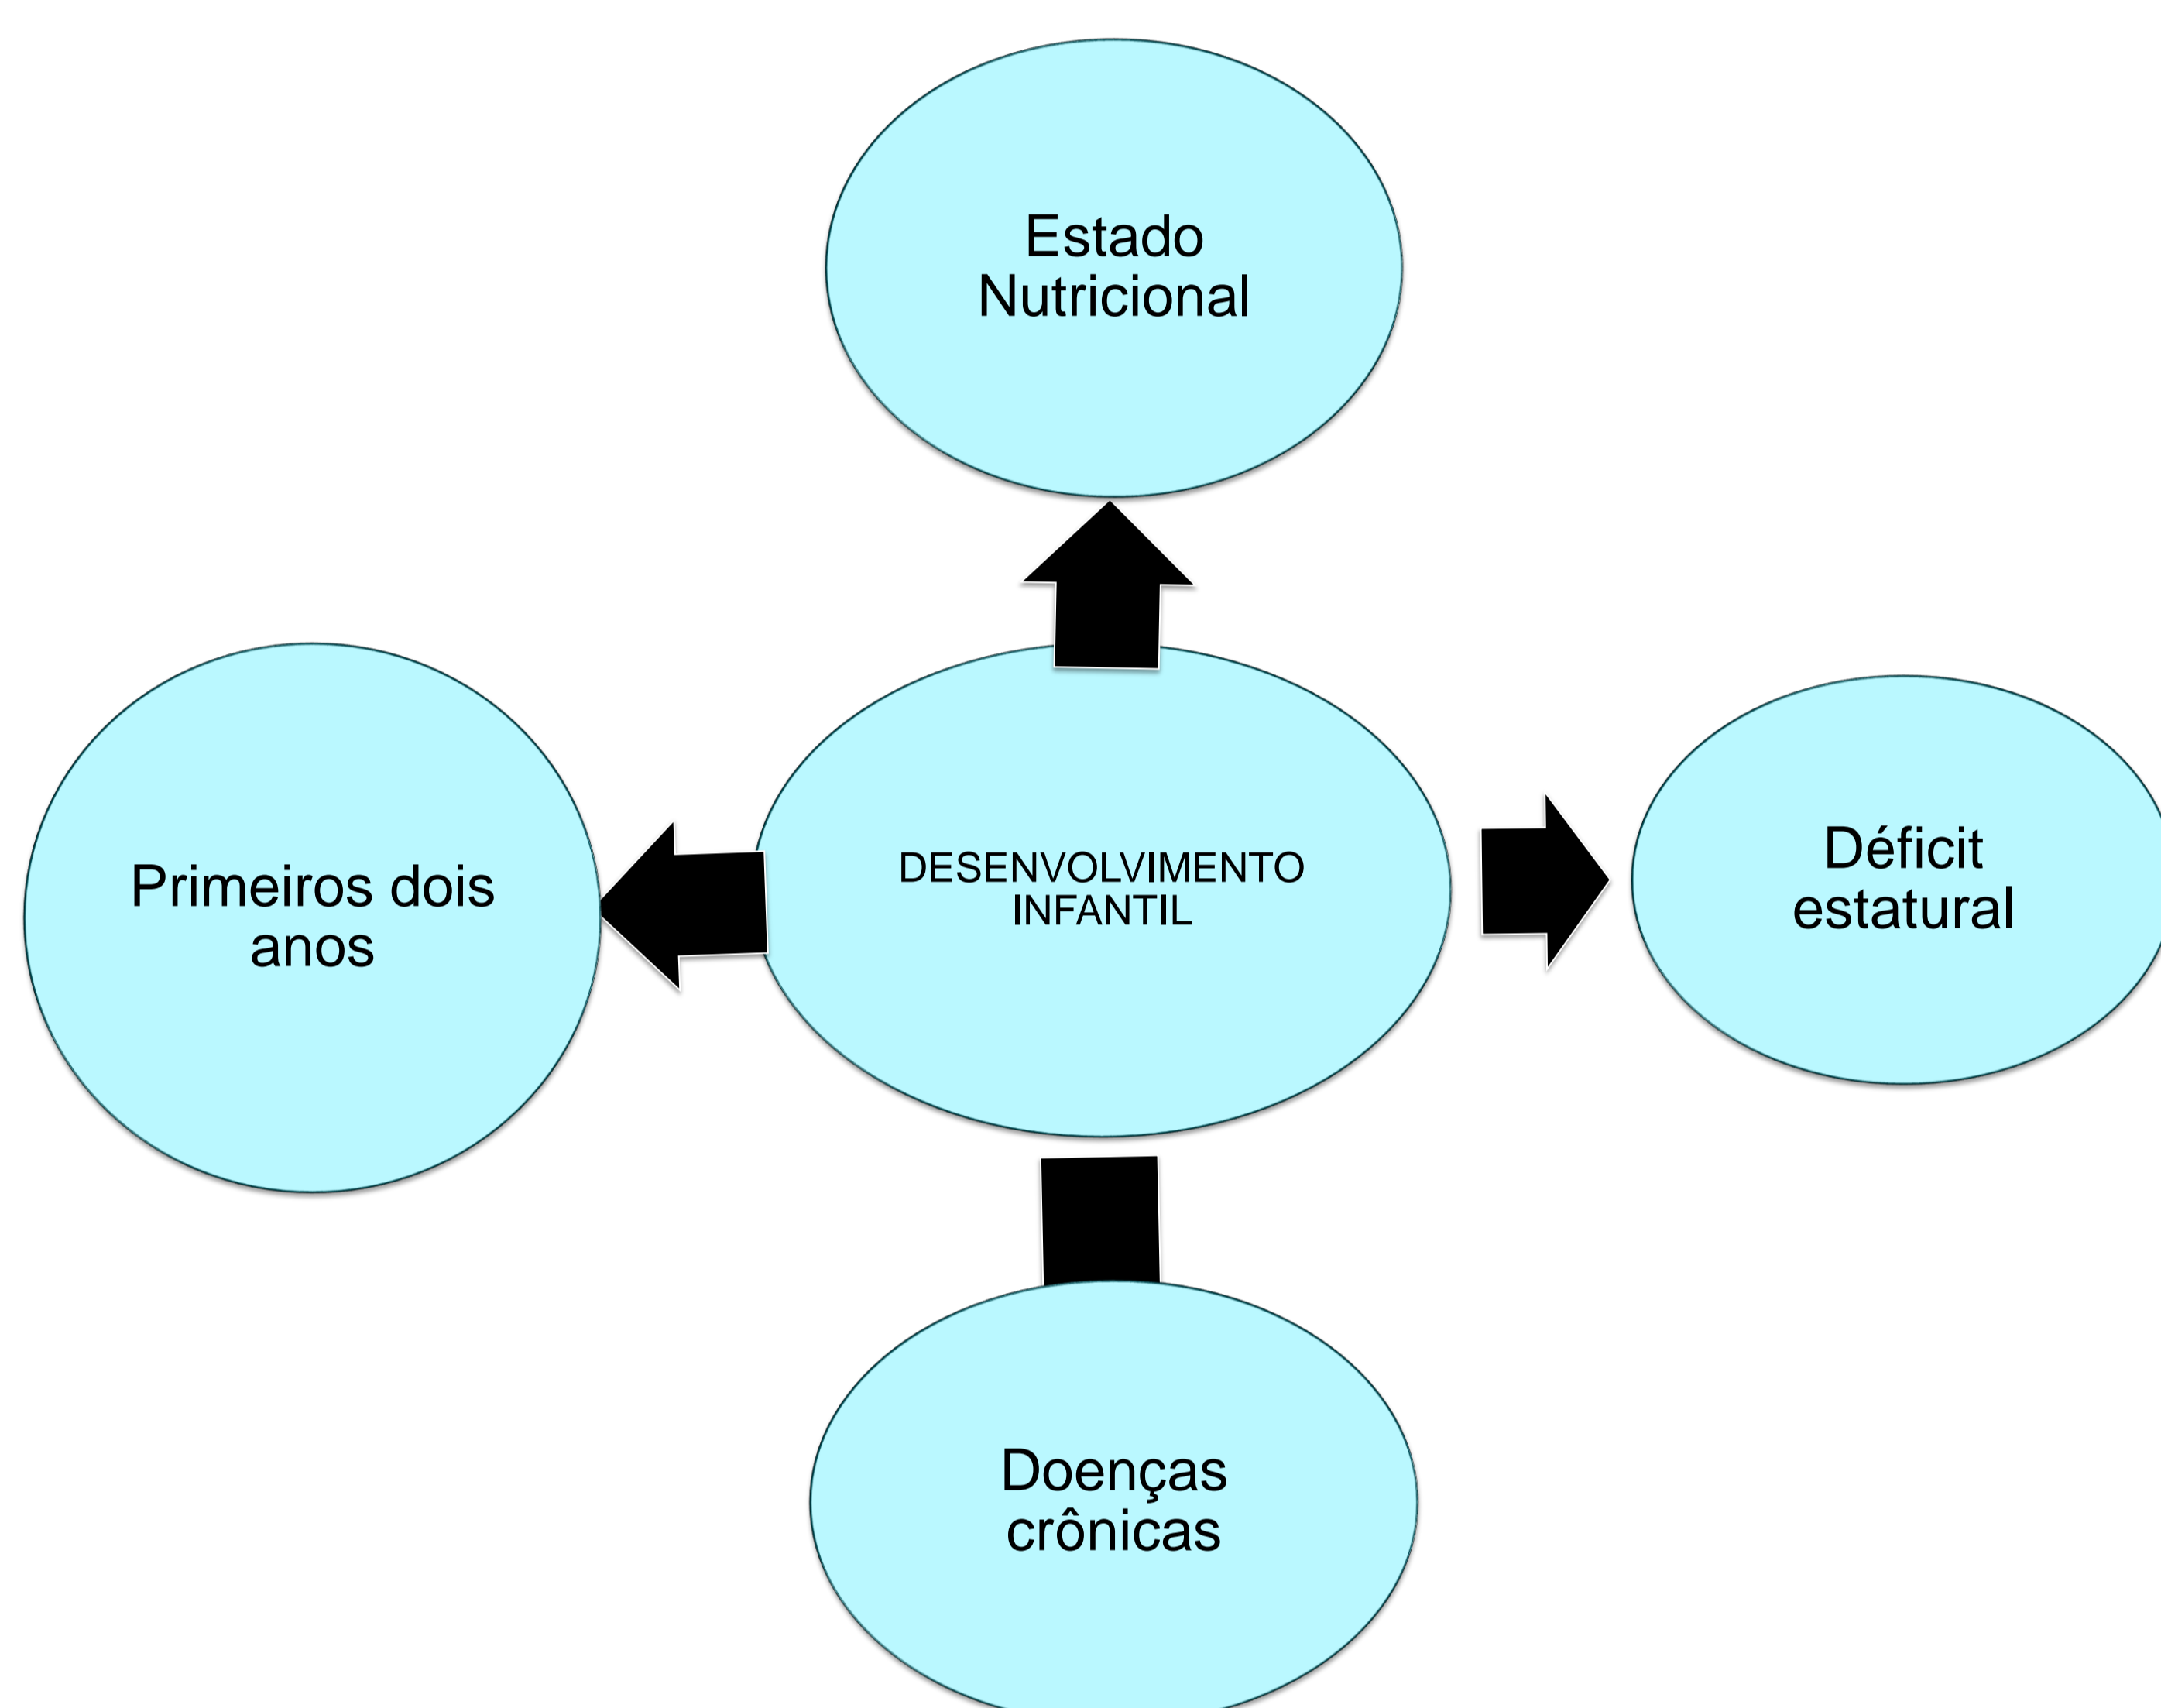 Estado
Nutricional
Primeiros dois
anos
DESENVOLVIMENTO
INFANTIL
Déficit
estatural
Doenças
crônicas